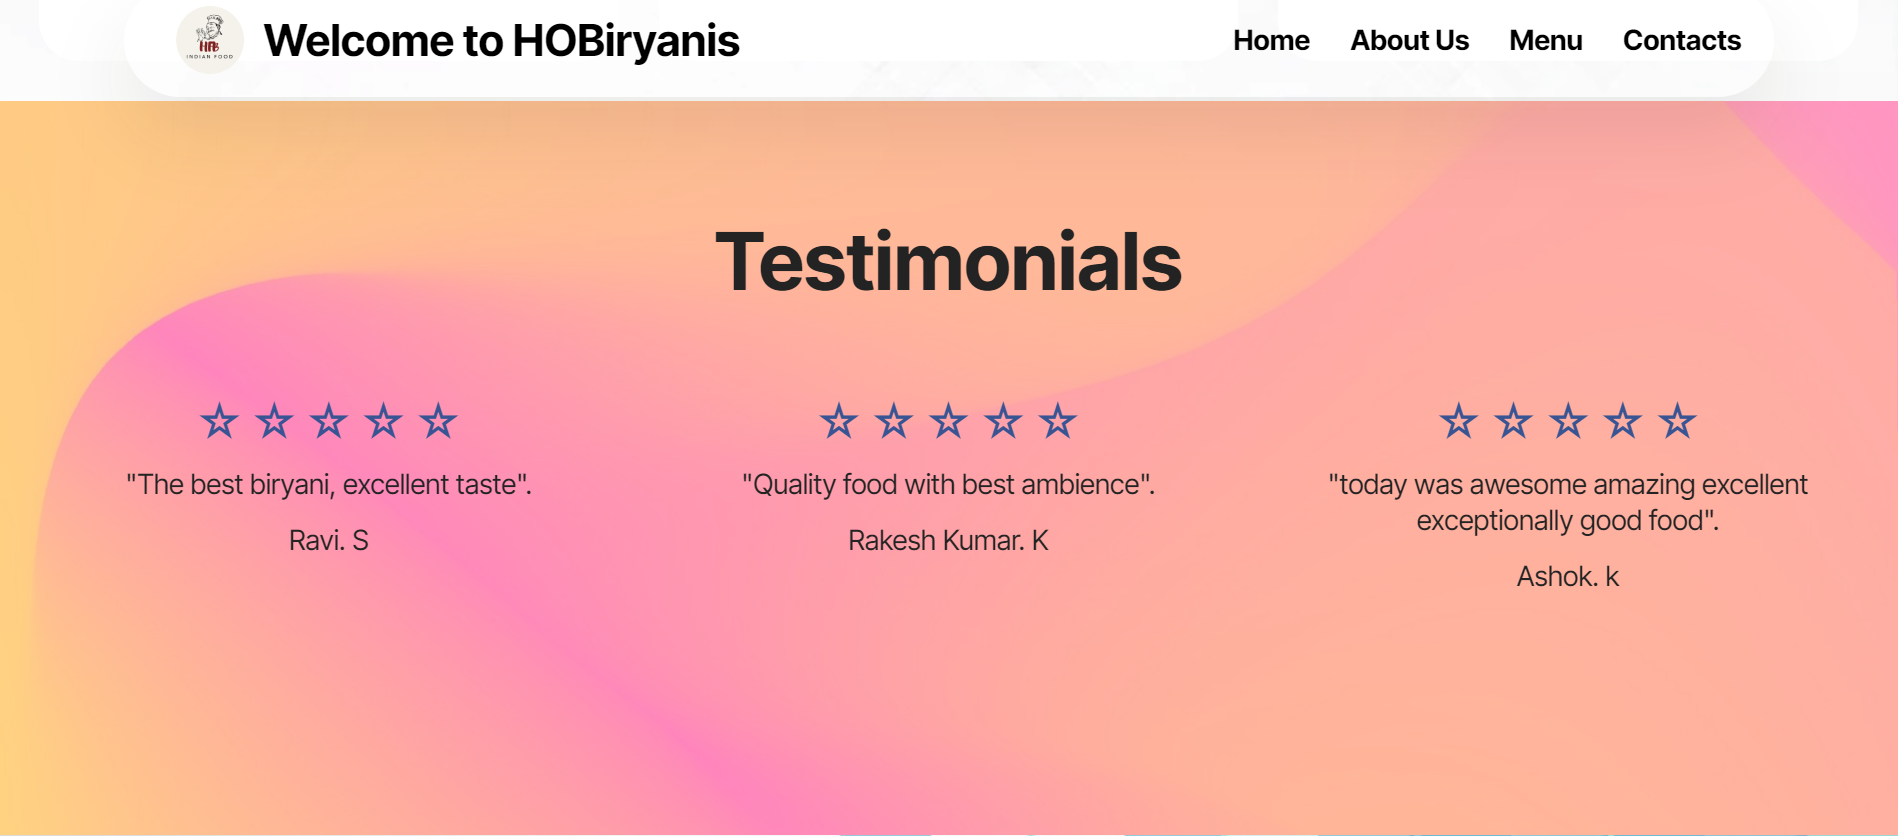 HOB
INDIAN FOOD
Welcome to HOBiryanis
Home About Us Menu Contacts
Testimonials
"The best biryani, excellent taste".
Ravi. S
"Quality food with best ambience".
Rakesh Kumar. K
"today was awesome amazing excellent
exceptionally good food".
Ashok. k